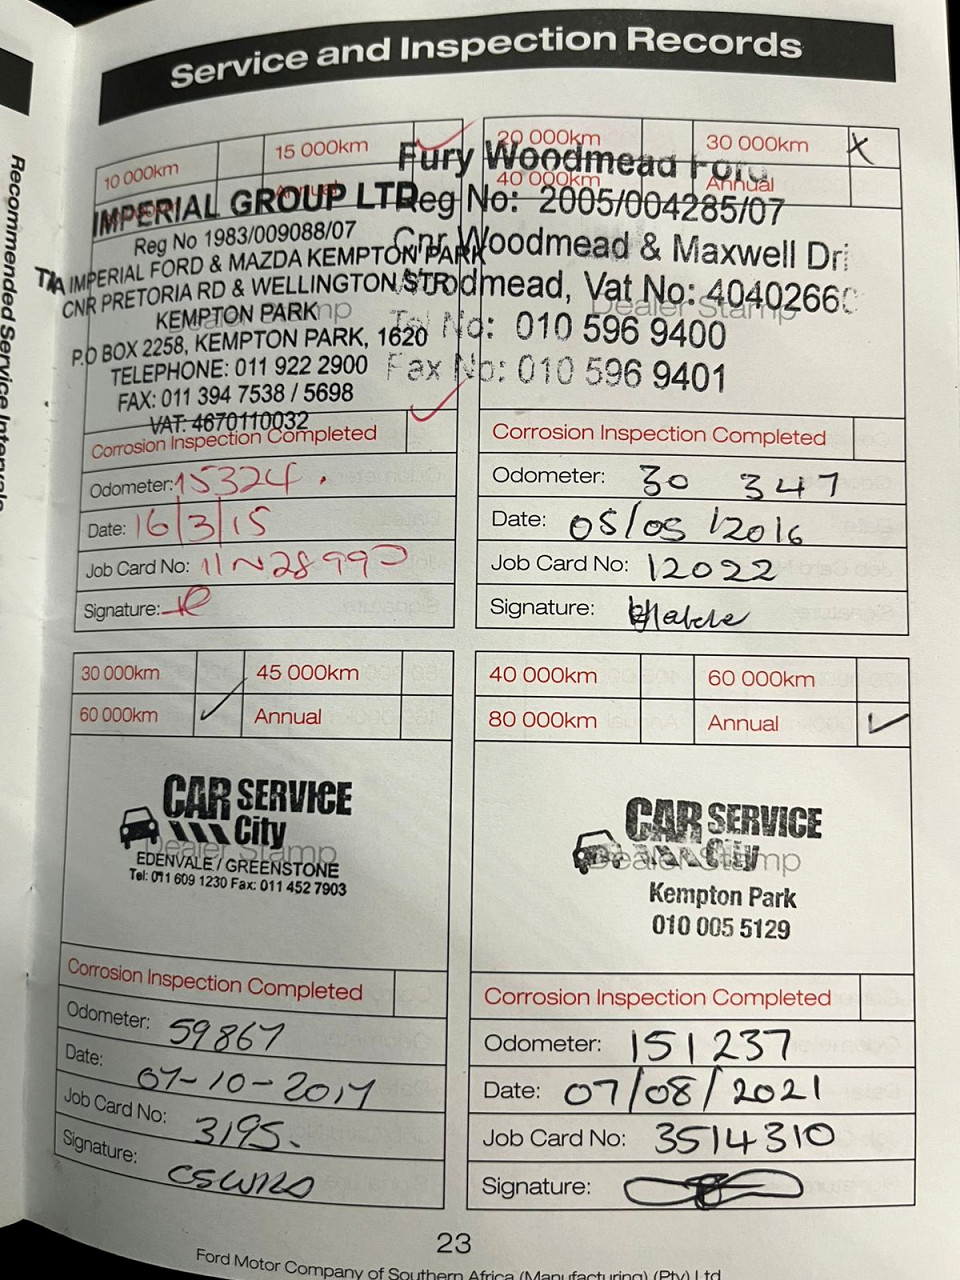 Recommended Service Intervals
Service and Inspection Records
10 000km
15 000km
Annual
IMPERIAL GROUP LTD
Reg No 1983/009088/07
T/A IMPERIAL FORD & MAZDA KEMPTON PARK
CNR PRETORIA RD & WELLINGTON STR
KEMPTON PARK
P.O BOX 2258, KEMPTON PARK, 1620
TELEPHONE: 011 922 2900
FAX: 011 394 7538 / 5698
VAT: 4670110032
Corrosion Inspection Completed
Odometer: 15324
Date: 16/3/15
Job Card No:
Signature:
20 000km
30 000km
40 000km
Annual
Fury Woodmead Ford
Reg No: 2005/004285/07
Cnr Woodmead & Maxwell Dri
Woodmead, Vat No: 4040266
Dealer Stamp
Tel No: 010 596 9400
Fax No: 010 596 9401
Corrosion Inspection Completed
Odometer: 30 347
Date: 05/05/2016
Job Card No: 12022
Signature:
30 000km
45 000km
60 000km
Annual
CAR SERVICE
City
Dealer Stamp
EDENVALE / GREENSTONE
Tel: 011 609 1230 Fax: 011 452 7903
Corrosion Inspection Completed
Odometer: 59867
Date: 07-10-2017
Job Card No: 3195.
Signature:
40 000km
60 000km
80 000km
Annual
CAR SERVICE
City
Dealer Stamp
Kempton Park
010 005 5129
Corrosion Inspection Completed
Odometer: 151237
Date: 07/08/2021
Job Card No: 3514310
Signature:
23
Ford Motor Company of Southern Africa (Manufacturing) (Pty) Ltd